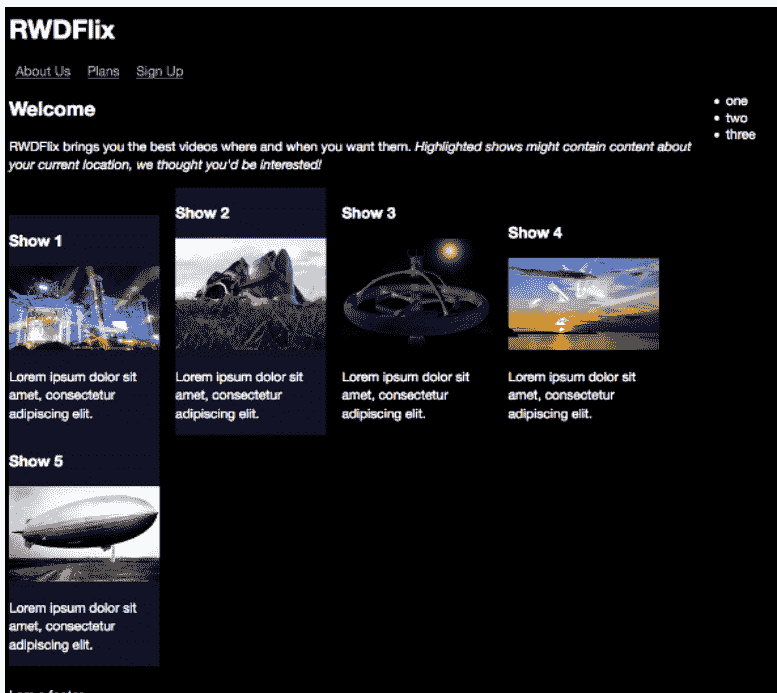 RWDFlix
About Us Plans Sign Up
Welcome
RWDFlix brings you the best videos where and when you want them. Highlighted shows might contain content about
your current location, we thought you'd be interested!
one
two
three
Show 1
Lorem ipsum dolor sit
amet, consectetur
adipiscing elit.
Show 2
Lorem ipsum dolor sit
amet, consectetur
adipiscing elit.
Show 3
Lorem ipsum dolor sit
amet, consectetur
adipiscing elit.
Show 4
Lorem ipsum dolor sit
amet, consectetur
adipiscing elit.
Show 5
Lorem ipsum dolor sit
amet, consectetur
adipiscing elit.